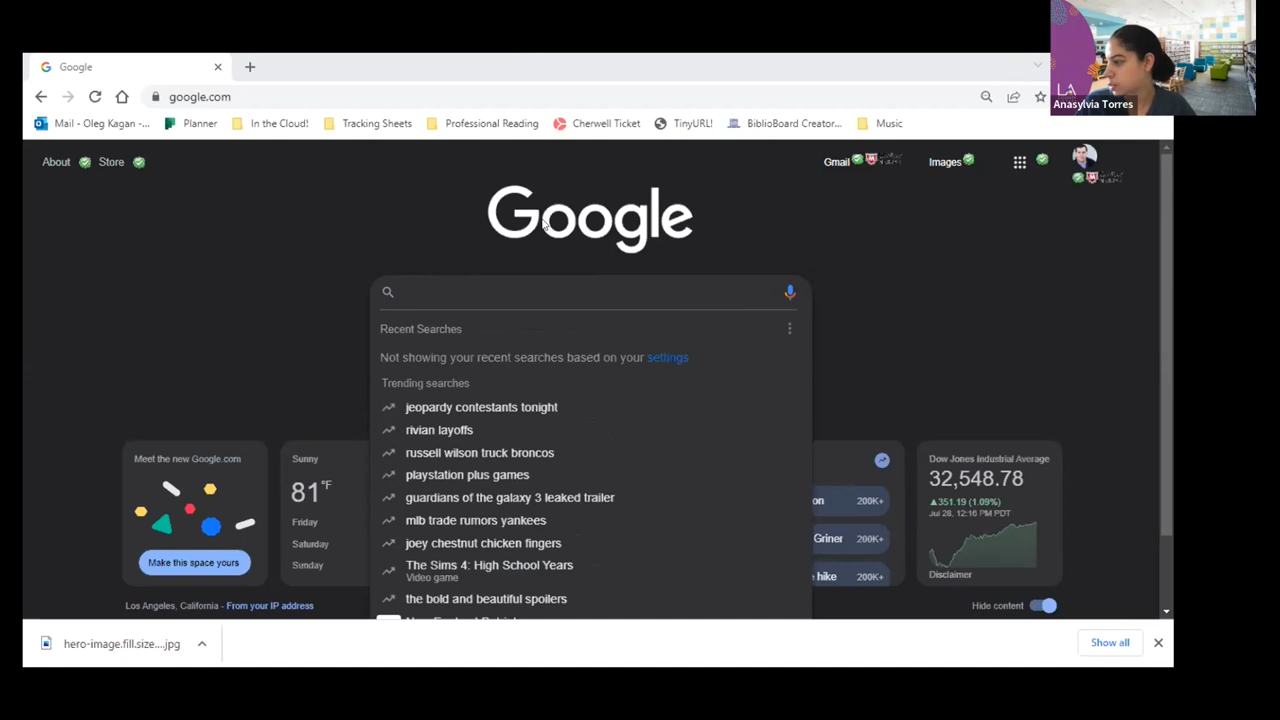 Google
google.com
LA
Anasylvia Torres
Mail - Oleg Kagan -...
Planner
In the Cloud!
Tracking Sheets
Professional Reading
Cherwell Ticket
TinyURL!
BiblioBoard Creator...
Music
About
Store
Gmail
Images
Google
Recent Searches
Not showing your recent searches based on your settings
Trending searches
jeopardy contestants tonight
rivian layoffs
russell wilson truck broncos
playstation plus games
guardians of the galaxy 3 leaked trailer
mlb trade rumors yankees
joey chestnut chicken fingers
The Sims 4: High School Years
Video game
the bold and beautiful spoilers
Meet the new Google.com
Make this space yours
Sunny
81°F
Friday
Saturday
Sunday
on 200K+
Griner 200K+
hike 200K+
Dow Jones Industrial Average
32,548.78
▲351.19 (1.09%)
Jul 28, 12:16 PM PDT
Disclaimer
Los Angeles, California - From your IP address
Hide content
hero-image.fill.size....jpg
Show all